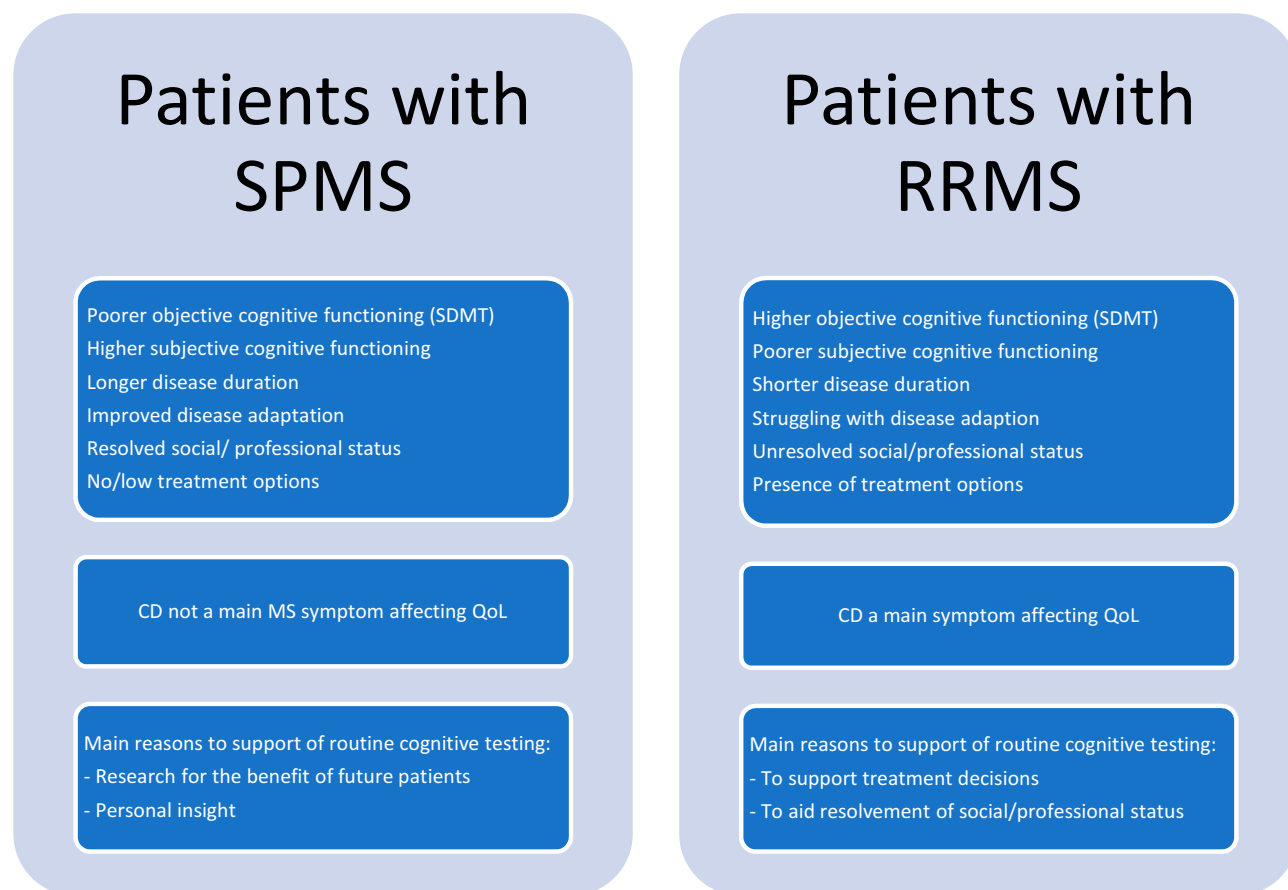 Patients with
SPMS
Poorer objective cognitive functioning (SDMT)
Higher subjective cognitive functioning
Longer disease duration
Improved disease adaptation
Resolved social/ professional status
No/low treatment options
CD not a main MS symptom affecting QoL
Main reasons to support of routine cognitive testing:
- Research for the benefit of future patients
- Personal insight
Patients with
RRMS
Higher objective cognitive functioning (SDMT)
Poorer subjective cognitive functioning
Shorter disease duration
Struggling with disease adaption
Unresolved social/professional status
Presence of treatment options
CD a main symptom affecting QoL
Main reasons to support of routine cognitive testing:
- To support treatment decisions
- To aid resolvement of social/professional status